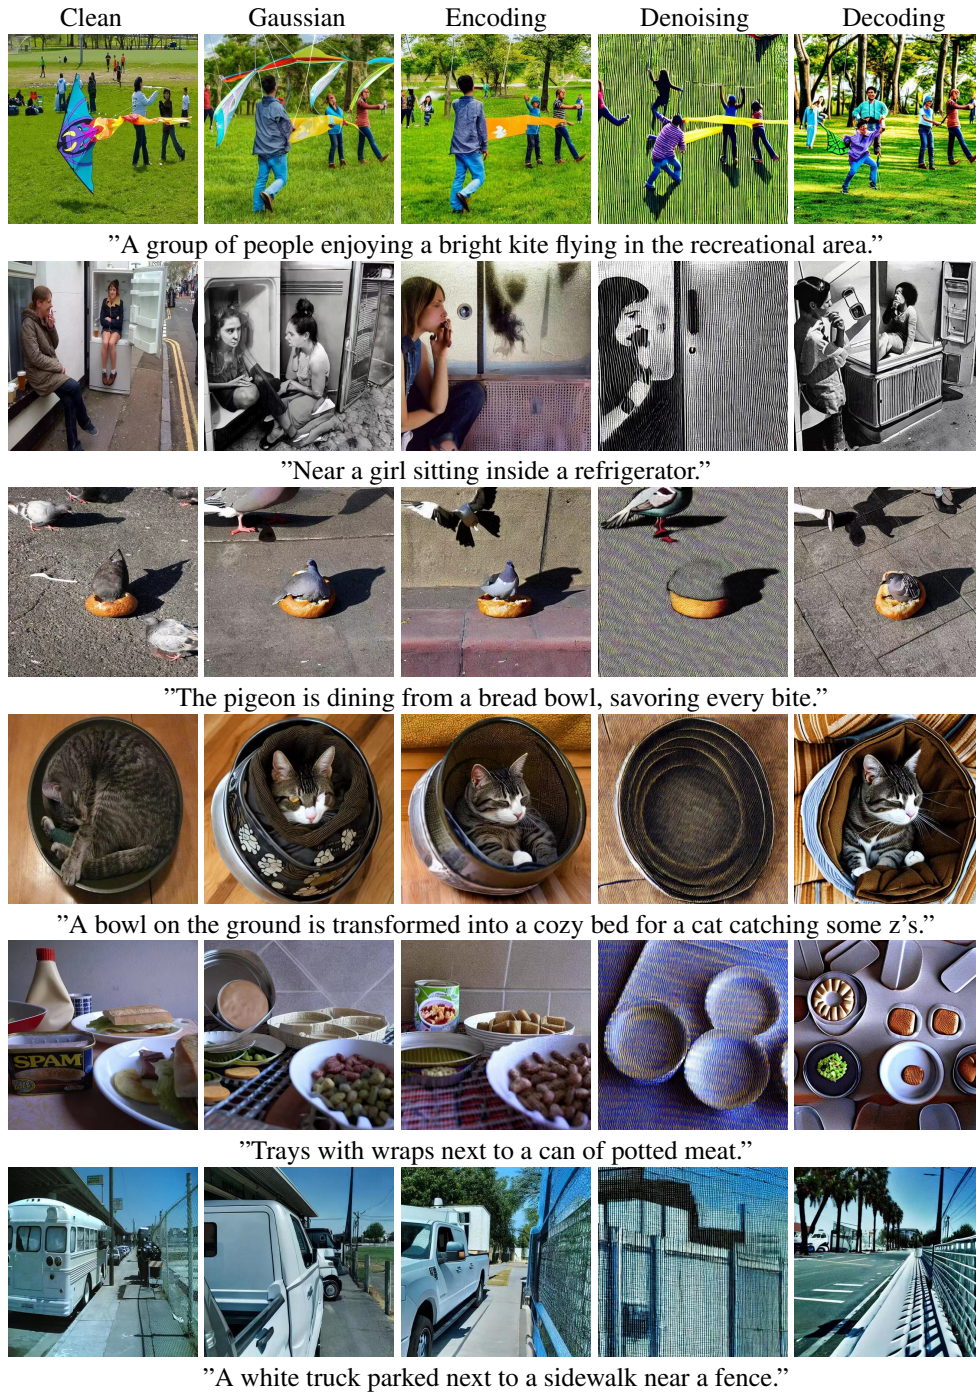 Clean Gaussian Encoding Denoising Decoding
”A group of people enjoying a bright kite flying in the recreational area.”
”Near a girl sitting inside a refrigerator.”
”The pigeon is dining from a bread bowl, savoring every bite.”
”A bowl on the ground is transformed into a cozy bed for a cat catching some z's.”
SPAM
”Trays with wraps next to a can of potted meat.”
”A white truck parked next to a sidewalk near a fence.”